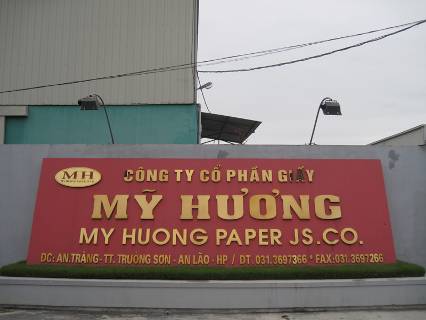 MH
CÔNG TY CỔ PHẦN GIẤY
MỸ HƯƠNG
MY HUONG PAPER JS.CO.
ĐC: AN.TRÀNG-TT. TRƯỜNG SƠN - AN LÃO - HP / ĐT. 031.3697366 * FAX:031.3697266